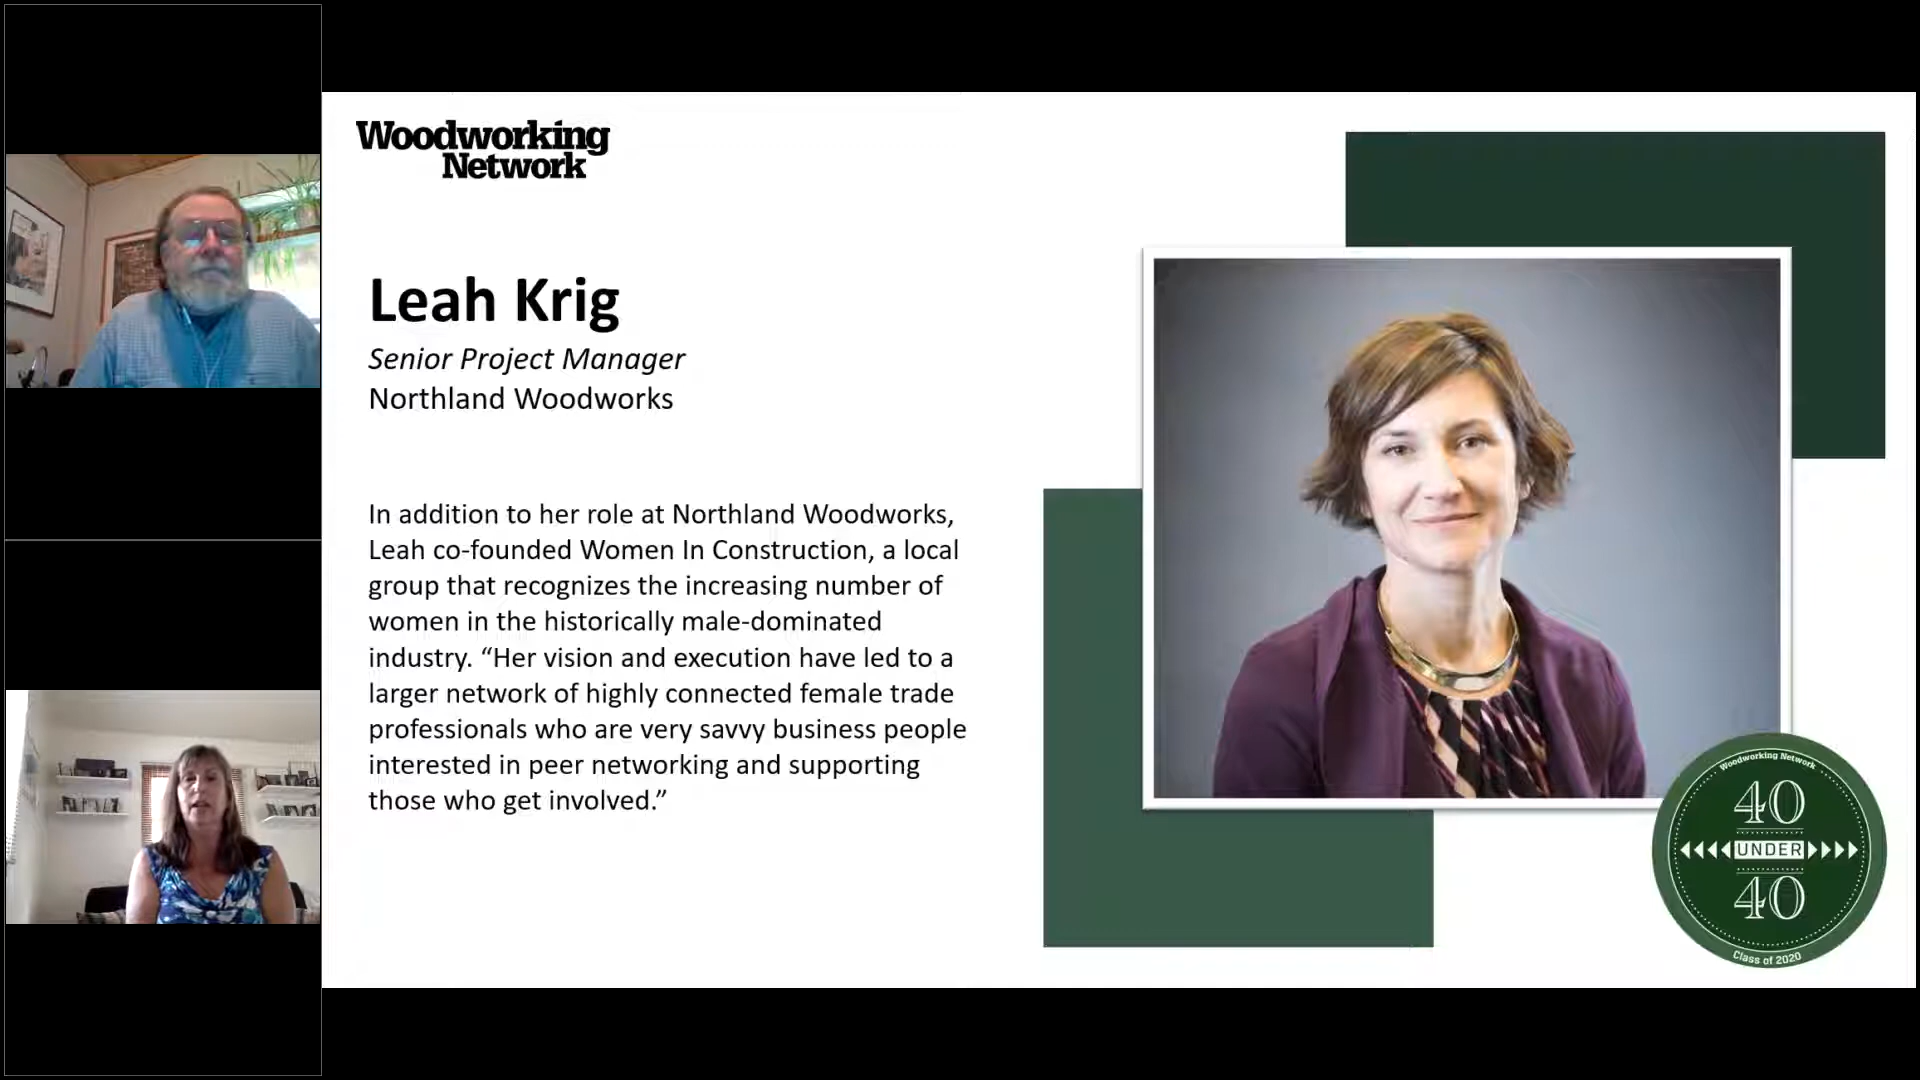 Woodworking
Network
Leah Krig
Senior Project Manager
Northland Woodworks
In addition to her role at Northland Woodworks,
Leah co-founded Women In Construction, a local
group that recognizes the increasing number of
women in the historically male-dominated
industry. “Her vision and execution have led to a
larger network of highly connected female trade
professionals who are very savvy business people
interested in peer networking and supporting
those who get involved.”
Woodworking Network
40
UNDER
40
Class of 2020